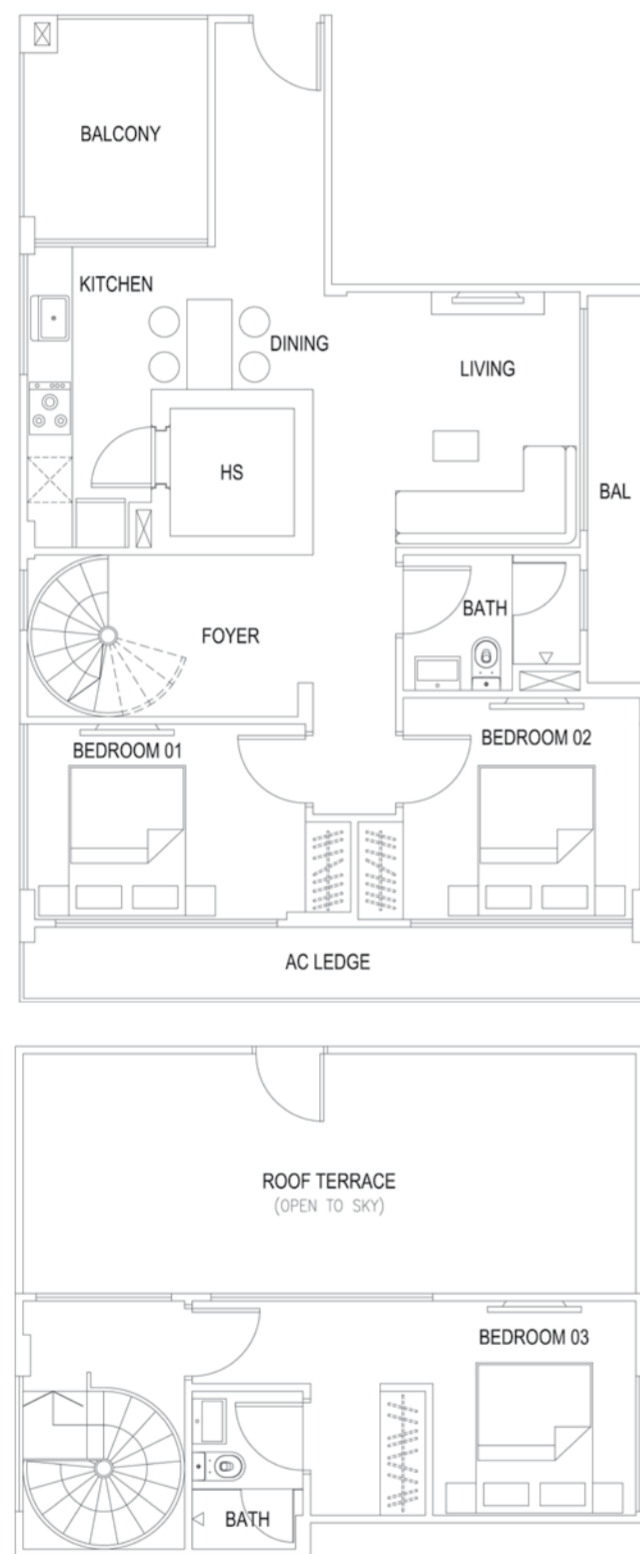 BALCONY
KITCHEN
DINING
LIVING
HS
BAL
BATH
FOYER
BEDROOM 01
BEDROOM 02
AC LEDGE
ROOF TERRACE
(OPEN TO SKY)
BEDROOM 03
BATH